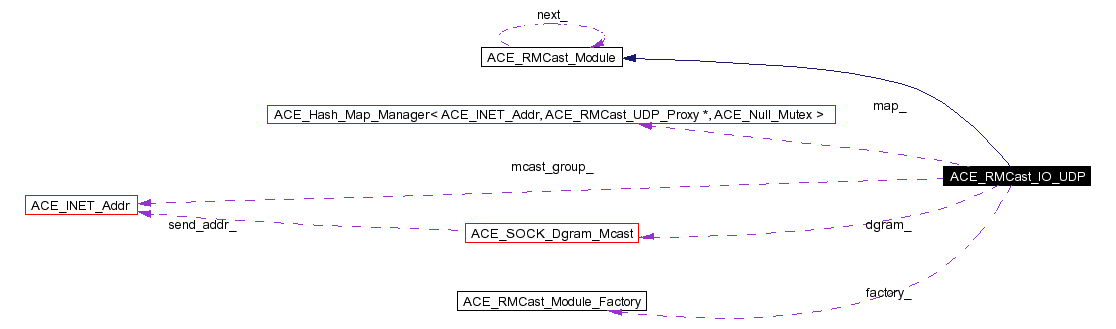 next_
ACE_RMCast_Module
map_
ACE_Hash_Map_Manager< ACE_INET_Addr, ACE_RMCast_UDP_Proxy *, ACE_Null_Mutex >
mcast_group_
ACE_RMCast_IO_UDP
ACE_INET_Addr
send_addr_
ACE_SOCK_Dgram_Mcast
dgram_
factory_
ACE_RMCast_Module_Factory